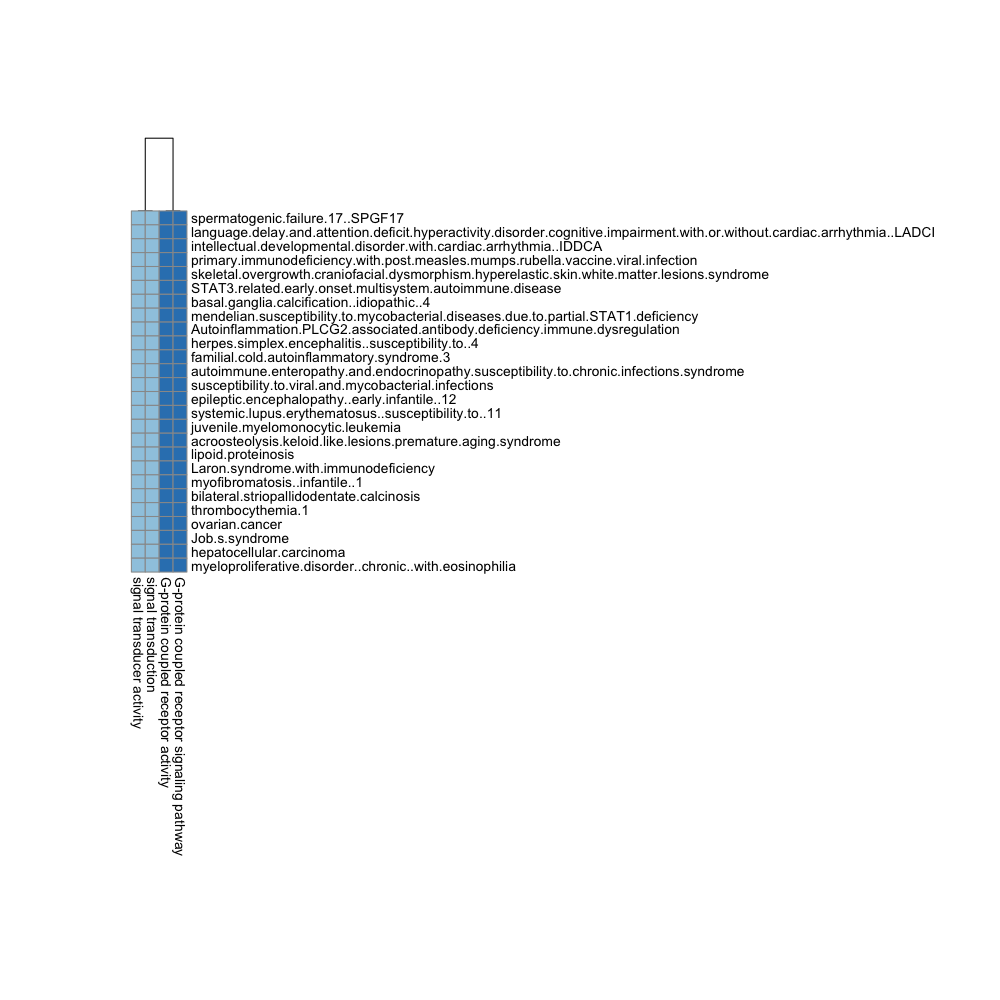 spermatogenic.failure.17..SPGF17
language.delay.and.attention.deficit.hyperactivity.disorder.cognitive.impairment.with.or.without.cardiac.arrhythmia..LADCI
intellectual.developmental.disorder.with.cardiac.arrhythmia..IDDCA
primary.immunodeficiency.with.post.measles.mumps.rubella.vaccine.viral.infection
skeletal.overgrowth.craniofacial.dysmorphism.hyperelastic.skin.white.matter.lesions.syndrome
STAT3.related.early.onset.multisystem.autoimmune.disease
basal.ganglia.calcification..idiopathic..4
mendelian.susceptibility.to.mycobacterial.diseases.due.to.partial.STAT1.deficiency
Autoinflammation.PLCG2.associated.antibody.deficiency.immune.dysregulation
herpes.simplex.encephalitis..susceptibility.to..4
familial.cold.autoinflammatory.syndrome.3
autoimmune.enteropathy.and.endocrinopathy.susceptibility.to.chronic.infections.syndrome
susceptibility.to.viral.and.mycobacterial.infections
epileptic.encephalopathy..early.infantile..12
systemic.lupus.erythematosus..susceptibility.to..11
juvenile.myelomonocytic.leukemia
acroosteolysis.keloid.like.lesions.premature.aging.syndrome
lipoid.proteinosis
Laron.syndrome.with.immunodeficiency
myofibromatosis..infantile..1
bilateral.striopallidodentate.calcinosis
thrombocythemia.1
ovarian.cancer
Job.s.syndrome
hepatocellular.carcinoma
myeloproliferative.disorder..chronic..with.eosinophilia
signal transducer activity
signal transduction
G-protein coupled receptor activity
G-protein coupled receptor signaling pathway